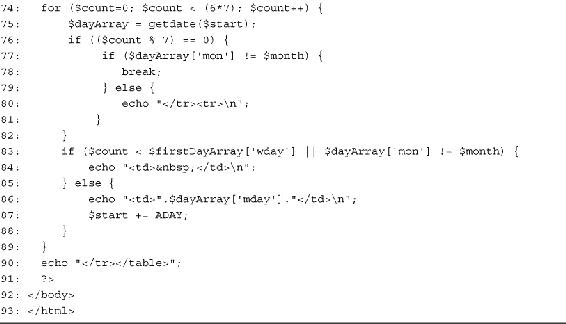 74:   for ($count=0; $count < (6*7); $count++) {
75:       $dayArray = getdate($start);
76:       if (($count % 7) == 0) {
77:            if ($dayArray['mon'] != $month) {
78:               break;
79:            } else {
80:               echo "</tr><tr>\n";
81:           }
82:      }
83:      if ($count < $firstDayArray['wday'] || $dayArray['mon'] != $month) {
84:          echo "<td>&nbsp;</td>\n";
85:      } else {
86:          echo "<td>".$dayArray['mday']."</td>\n";
87:          $start += ADAY;
88:      }
89:   }
90:   echo "</tr></table>";
91:   ?>
92: </body>
93: </html>